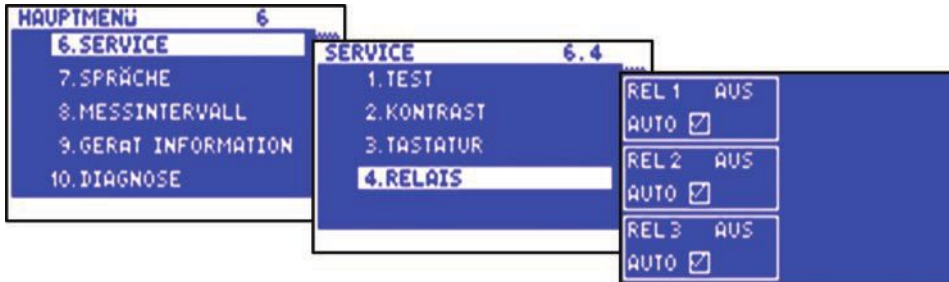 HAUPTMENü 6
6.SERVICE
7.SPRÄCHE
8.MESSINTERVALL
9.GERäT INFORMATION
10.DIAGNOSE
SERVICE 6.4
1.TEST
2.KONTRAST
3.TASTATUR
4.RELAIS
REL 1 AUS
AUTO ☑
REL 2 AUS
AUTO ☑
REL 3 AUS
AUTO ☑